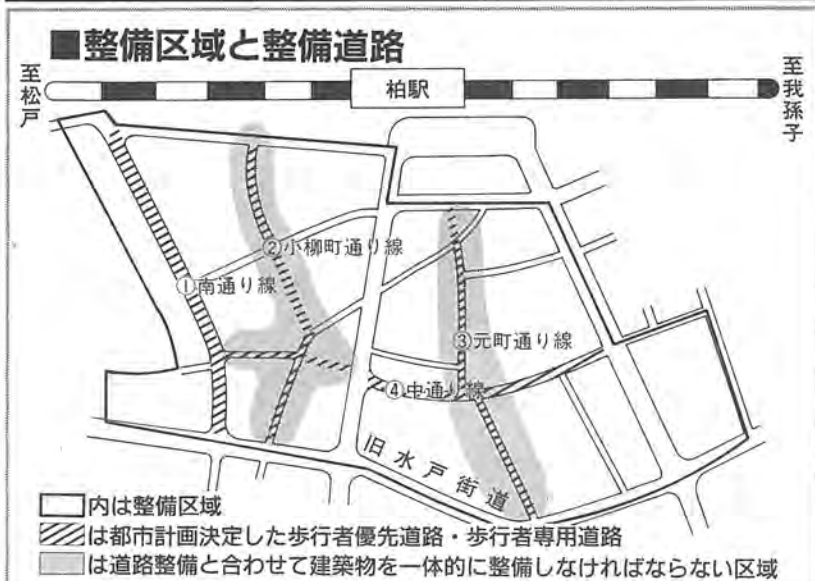 ■整備区域と整備道路
至松戸
柏駅
至我孫子
②小柳町通り線
①南通り線
③元町通り線
④中通り線
旧水戸街道
内は整備区域
は都市計画決定した歩行者優先道路・歩行者専用道路
は道路整備と合わせて建築物を一体的に整備しなければならない区域